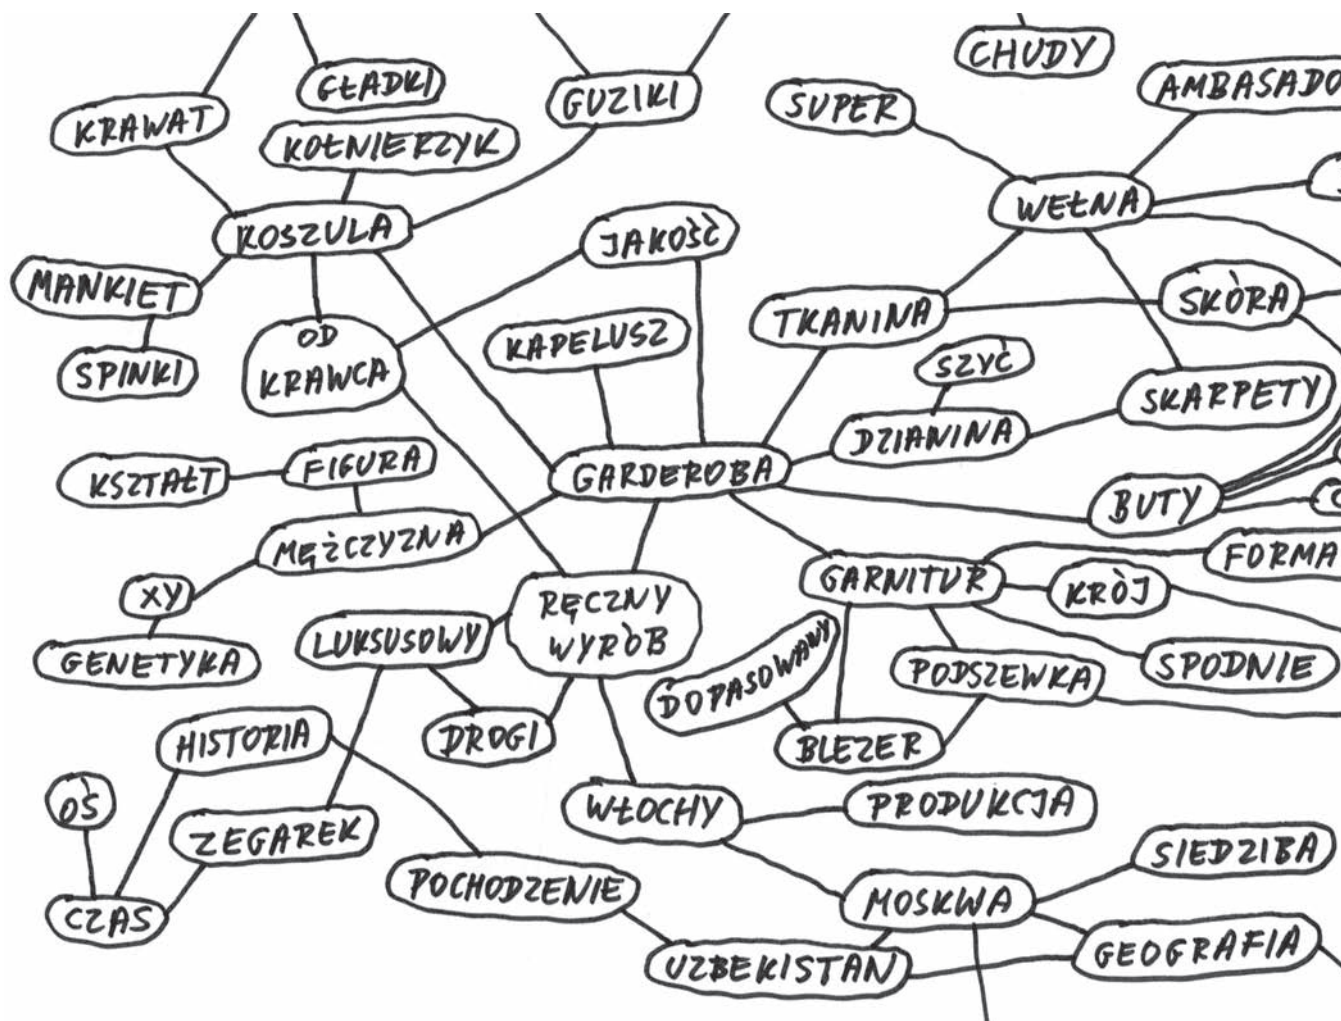 CHUDY
GŁADKI
AMBASADO
GUZIKI
SUPER
KRAWAT
KOŁNIERZYK
WEŁNA
KOSZULA
JAKOŚĆ
MANKIET
SKÓRA
TKANINA
KAPELUSZ
OD
KRAWCA
SZYĆ
SPINKI
SKARPETY
DZIANINA
FIGURA
GARDEROBA
KSZTAŁT
BUTY
MĘŻCZYZNA
FORMA
GARNITUR
KRÓJ
XY
RĘCZNY
WYRÓB
LUKSUSOWY
GENETYKA
DOPASOWANY
PODSZEWKA
SPODNIE
HISTORIA
DROGI
BLEZER
OŚ
WŁOCHY
PRODUKCJA
ZEGAREK
SIEDZIBA
POCHODZENIE
MOSKWA
CZAS
GEOGRAFIA
UZBEKISTAN